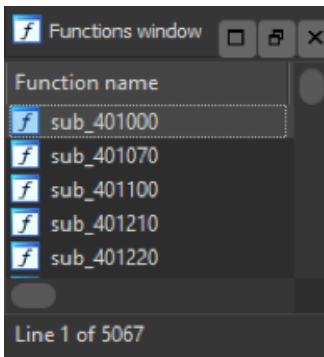 Functions window
Function name
sub_401000
sub_401070
sub_401100
sub_401210
sub_401220
Line 1 of 5067